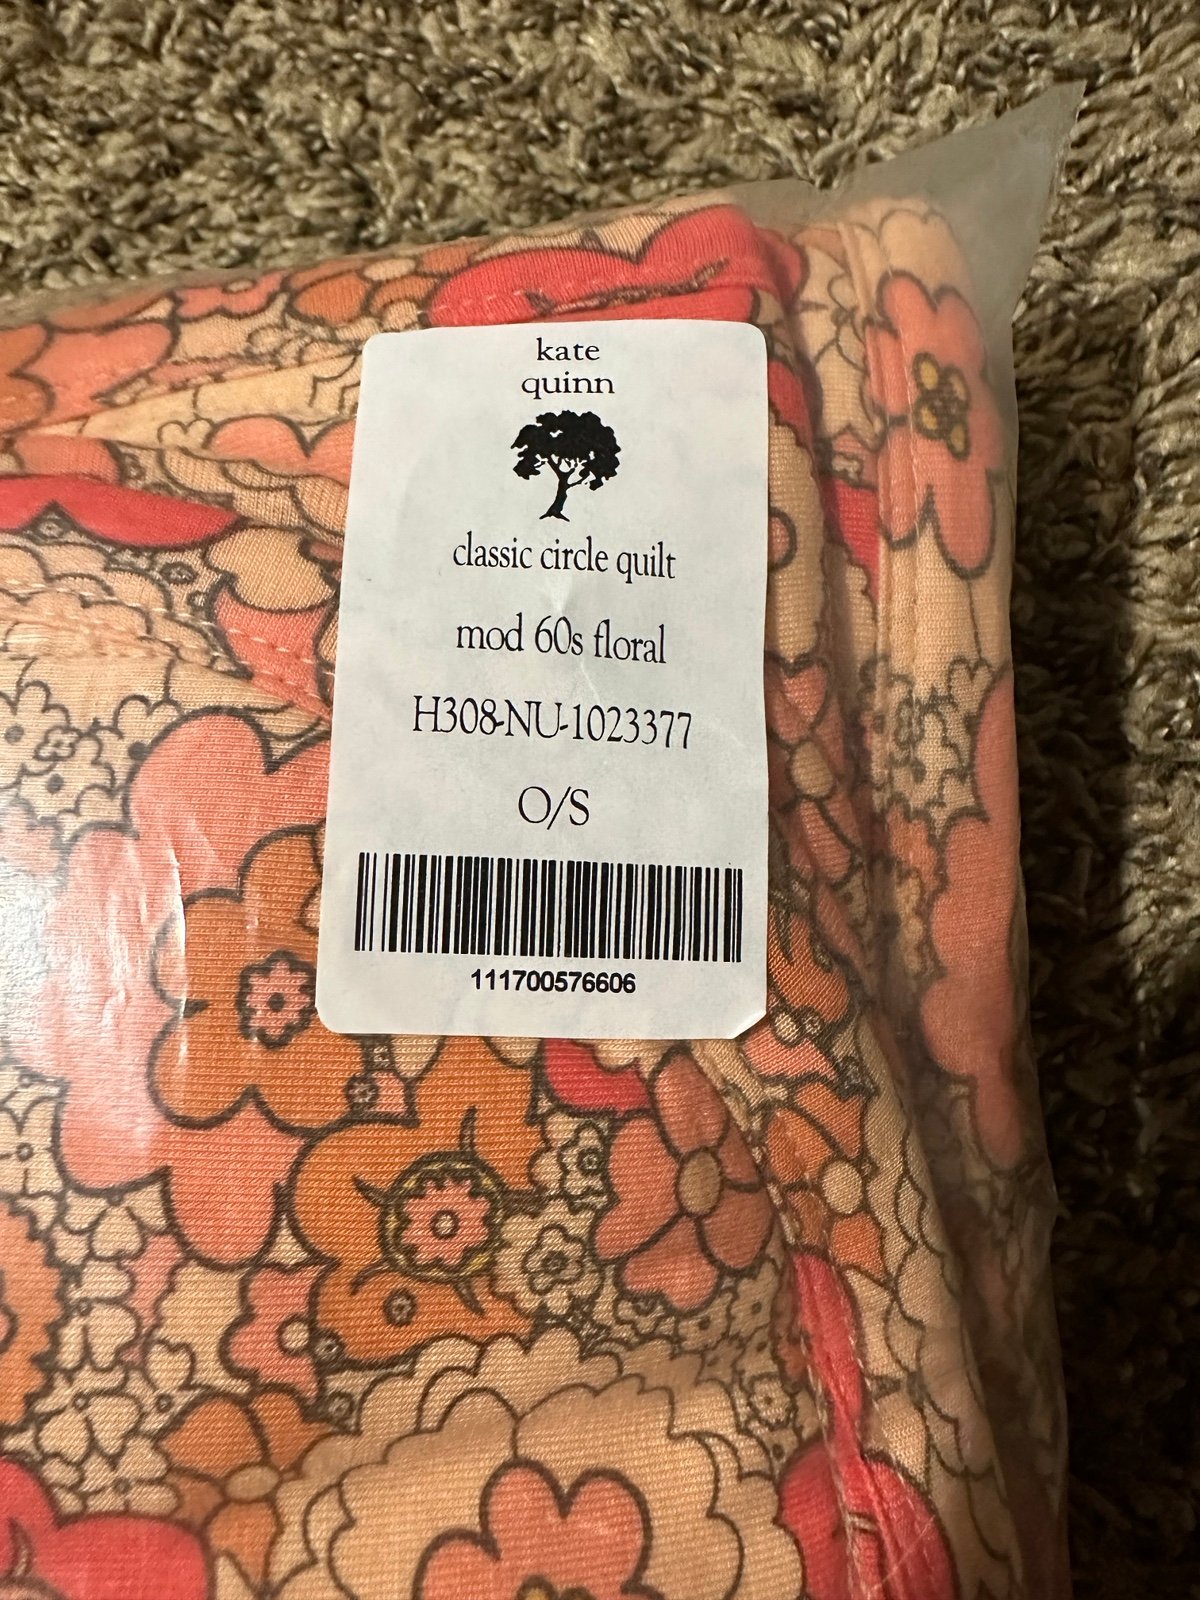 kate
quinn
classic circle quilt
mod 60s floral
H308-NU-1023377
O/S
111700576606